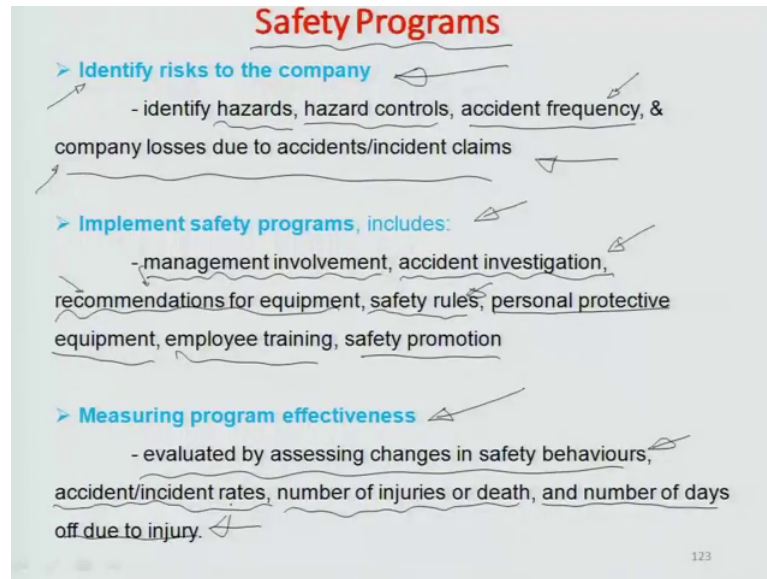 Safety Programs
➢ Identify risks to the company
- identify hazards, hazard controls, accident frequency, &
company losses due to accidents/incident claims
➢ Implement safety programs, includes:
- management involvement, accident investigation,
recommendations for equipment, safety rules, personal protective
equipment, employee training, safety promotion
➢ Measuring program effectiveness
- evaluated by assessing changes in safety behaviours,
accident/incident rates, number of injuries or death, and number of days
off due to injury.
123